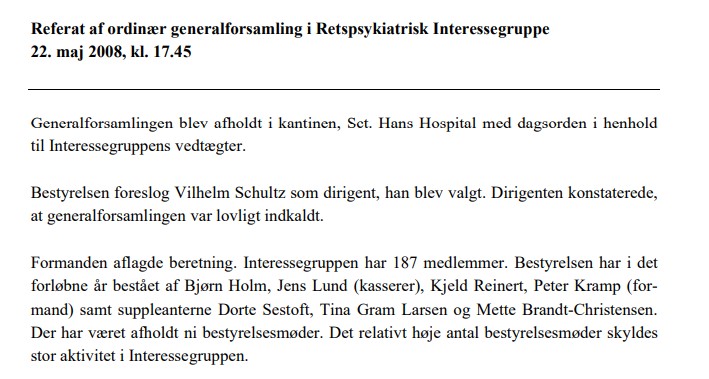 Referat af ordinær generalforsamling i Retspsykiatrisk Interessegruppe
22. maj 2008, kl. 17.45
Generalforsamlingen blev afholdt i kantinen, Sct. Hans Hospital med dagsorden i henhold
til Interessegruppens vedtægter.
Bestyrelsen foreslog Vilhelm Schultz som dirigent, han blev valgt. Dirigenten konstaterede,
at generalforsamlingen var lovligt indkaldt.
Formanden aflagde beretning. Interessegruppen har 187 medlemmer. Bestyrelsen har i det
forløbne år bestået af Bjørn Holm, Jens Lund (kasserer), Kjeld Reinert, Peter Kramp (for-
mand) samt suppleanterne Dorte Sestoft, Tina Gram Larsen og Mette Brandt-Christensen.
Der har været afholdt ni bestyrelsesmøder. Det relativt høje antal bestyrelsesmøder skyldes
stor aktivitet i Interessegruppen.